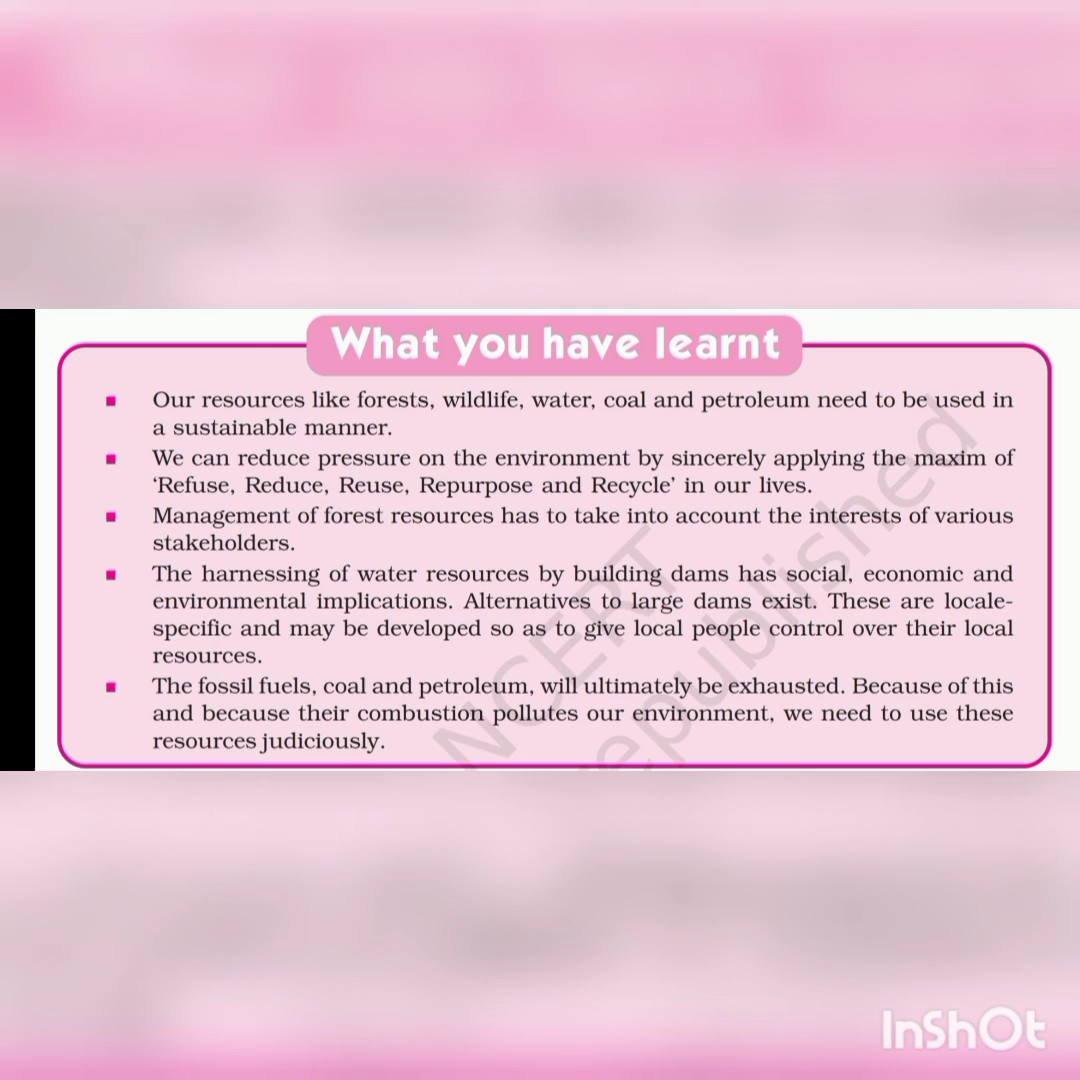 What you have learnt
▪ Our resources like forests, wildlife, water, coal and petroleum need to be used in
a sustainable manner.
▪ We can reduce pressure on the environment by sincerely applying the maxim of
‘Refuse, Reduce, Reuse, Repurpose and Recycle’ in our lives.
▪ Management of forest resources has to take into account the interests of various
stakeholders.
▪ The harnessing of water resources by building dams has social, economic and
environmental implications. Alternatives to large dams exist. These are locale-
specific and may be developed so as to give local people control over their local
resources.
▪ The fossil fuels, coal and petroleum, will ultimately be exhausted. Because of this
and because their combustion pollutes our environment, we need to use these
resources judiciously.
NCERT
epublished
InShOt